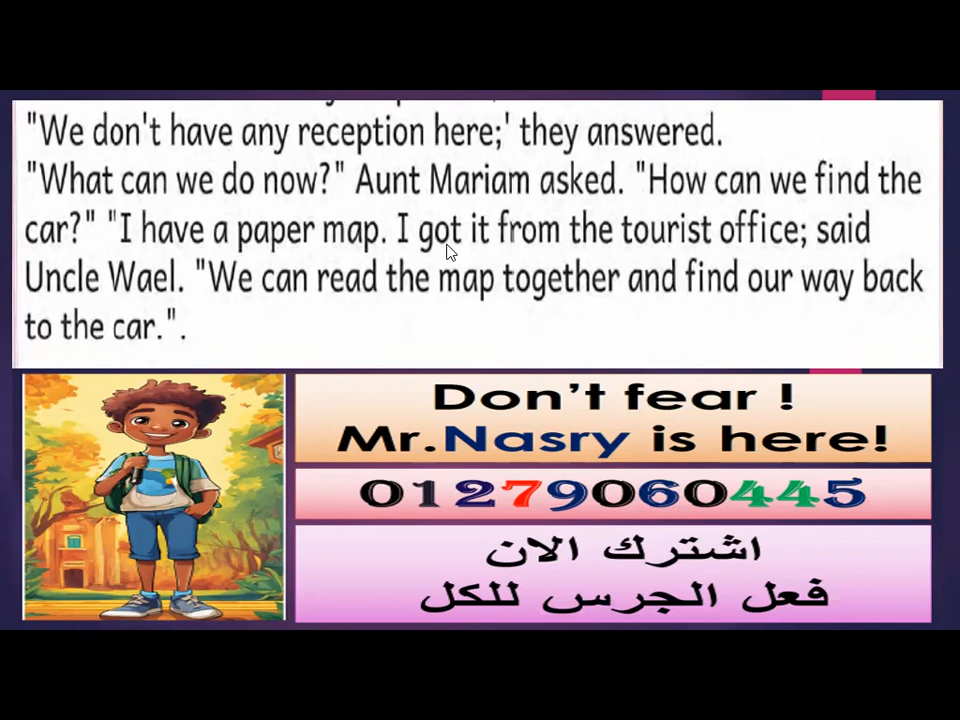 "We don't have any reception here;' they answered.
"What can we do now?" Aunt Mariam asked. "How can we find the
car?" "I have a paper map. I got it from the tourist office; said
Uncle Wael. "We can read the map together and find our way back
to the car.".
Don't fear !
Mr.Nasry is here!
01279060445
اشترك الان
فعل الجرس للكل